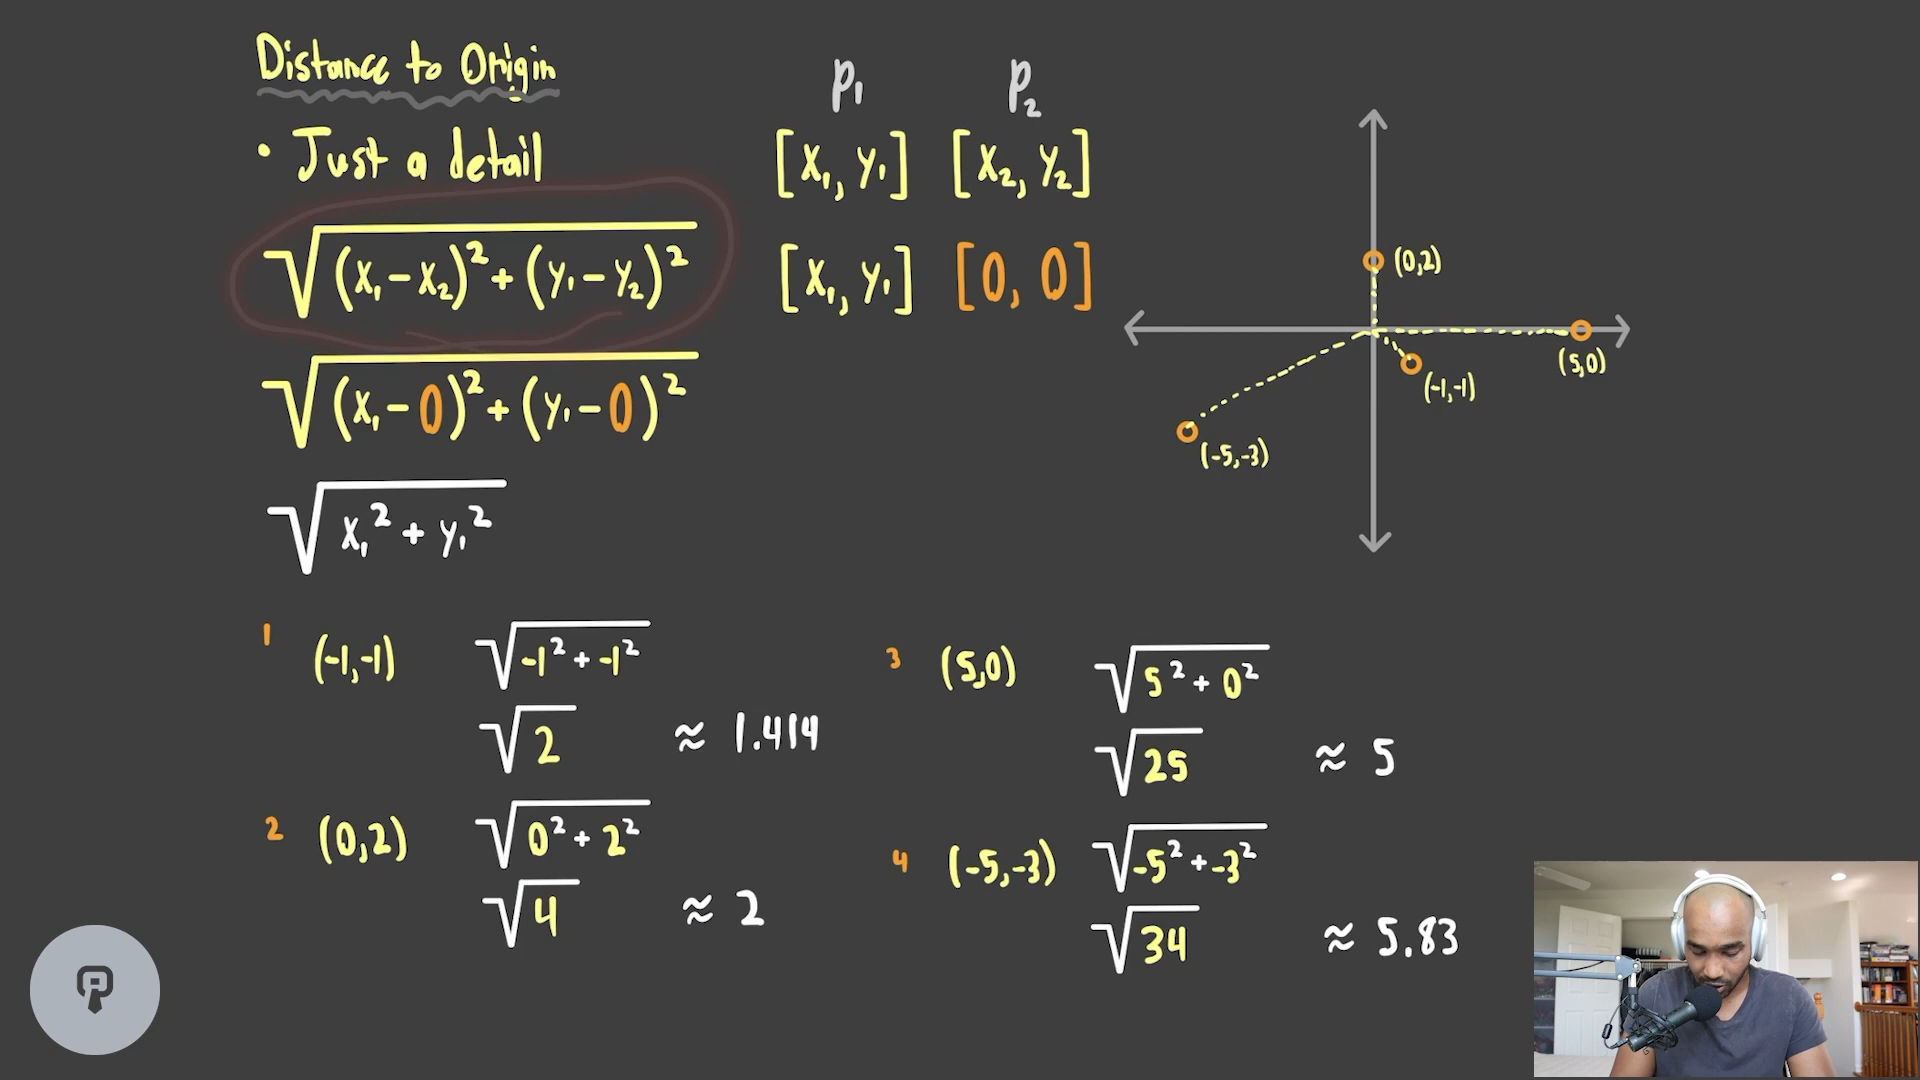 Distance to Origin
• Just a detail
√(x₁-x₂)²+(y₁-y₂)²
√(x₁-0)²+(y₁-0)²
√x₁²+y₁²
p₁ p₂
[x₁, y₁] [x₂, y₂]
[x₁, y₁] [0, 0]
(0,2)
(5,0)
(-1,-1)
(-5,-3)
1 (-1,-1) √-1²+-1²
√2 ≈ 1.414
2 (0,2) √0²+2²
√4 ≈ 2
3 (5,0) √5²+0²
√25 ≈ 5
4 (-5,-3) √-5²+-3²
√34 ≈ 5.83